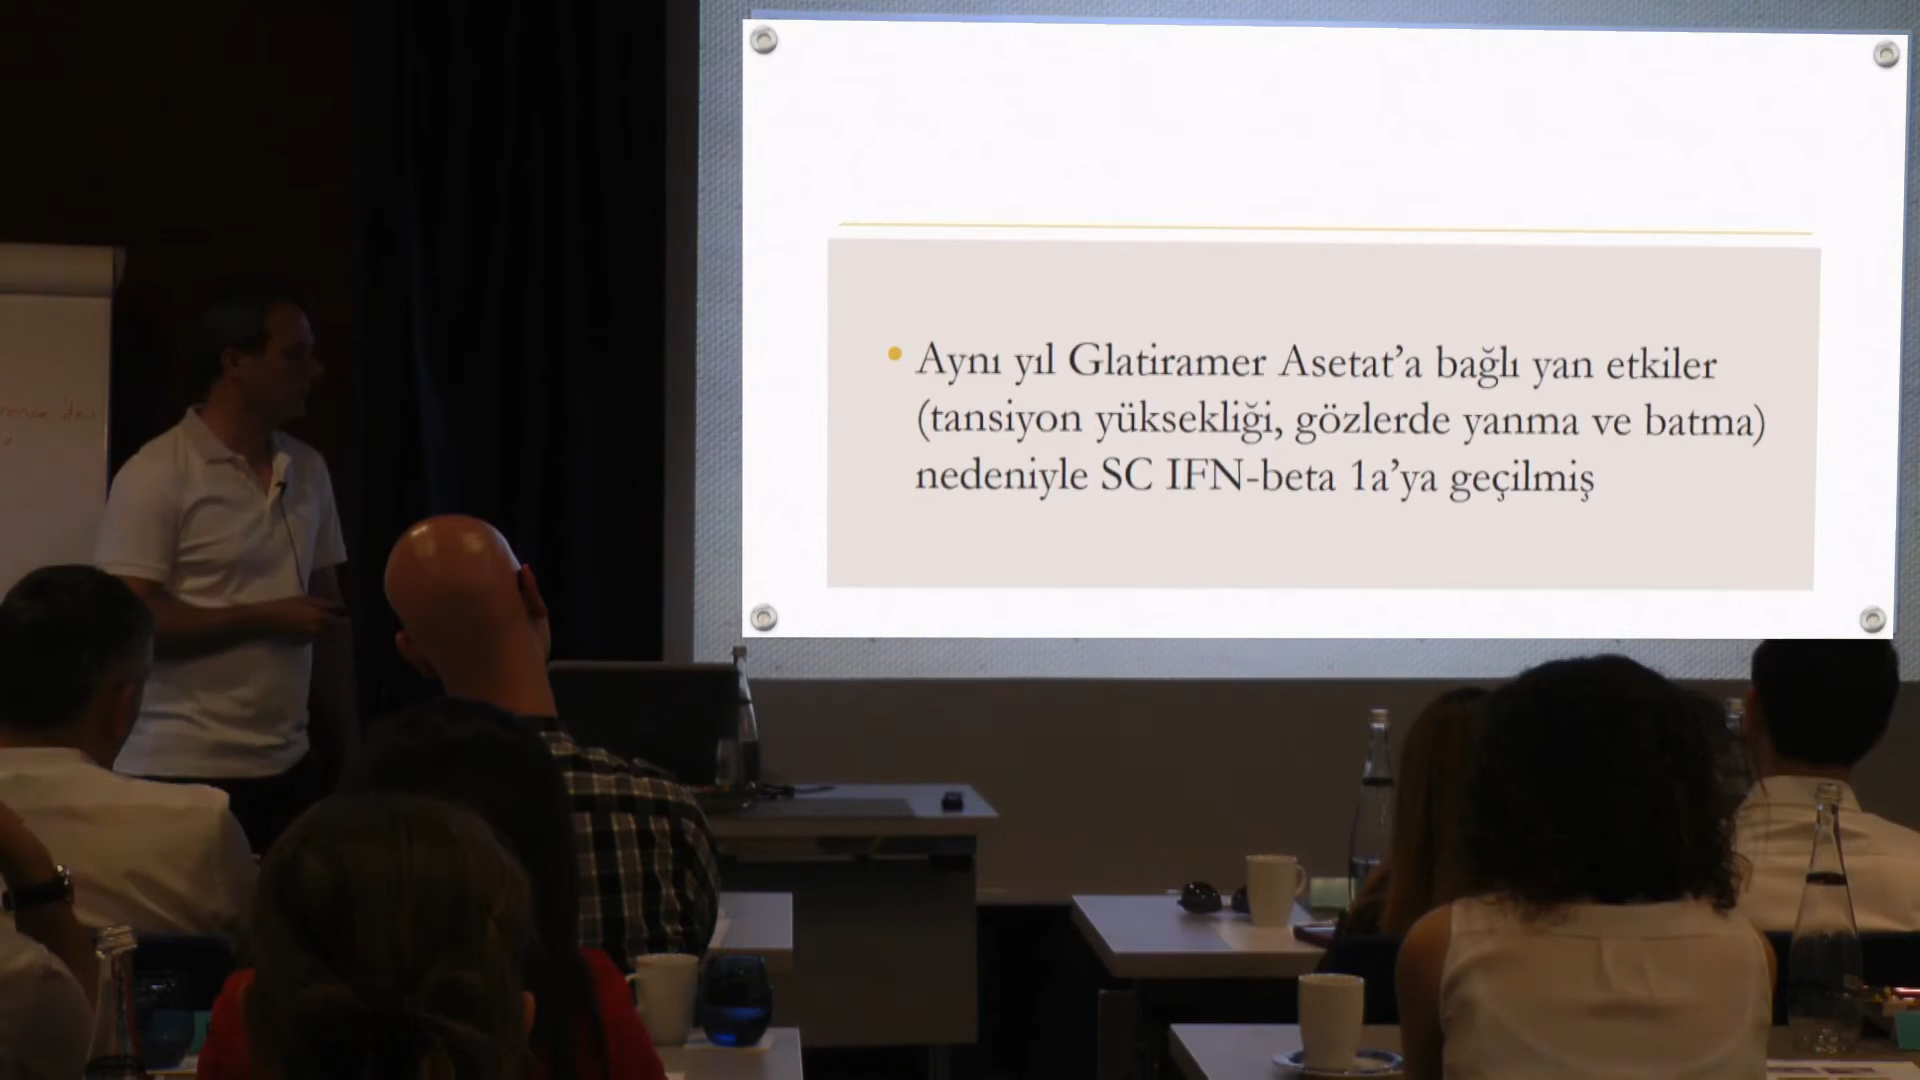 Aynı yıl Glatiramer Asetat’a bağlı yan etkiler
(tansiyon yüksekliği, gözlerde yanma ve batma)
nedeniyle SC IFN-beta 1a’ya geçilmiş